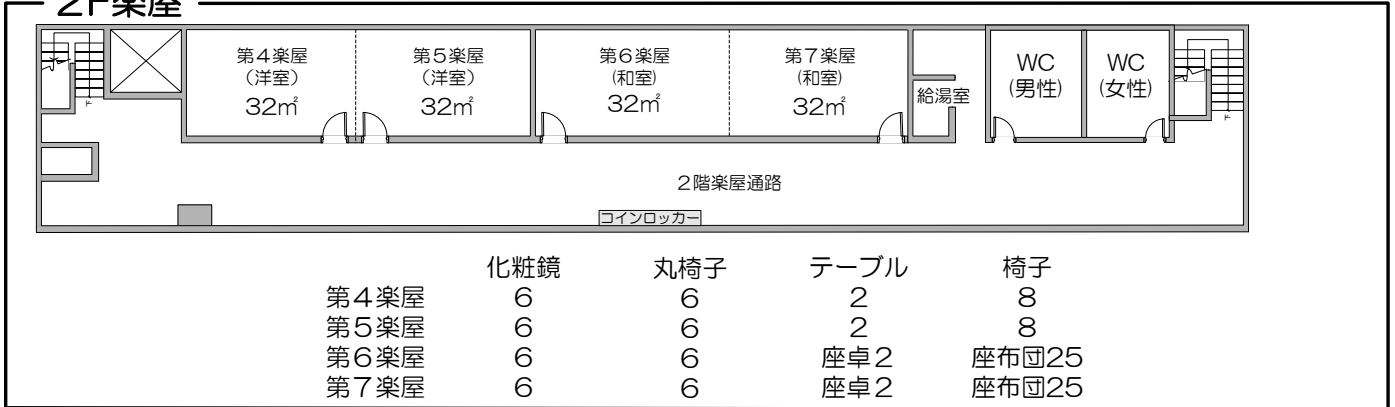 2F楽屋
第4楽屋
(洋室)
32㎡
第5楽屋
(洋室)
32㎡
第6楽屋
(和室)
32㎡
第7楽屋
(和室)
32㎡
給湯室
WC
(男性)
WC
(女性)
2階楽屋通路
コインロッカー
化粧鏡 丸椅子 テーブル 椅子
第4楽屋 6 6 2 8
第5楽屋 6 6 2 8
第6楽屋 6 6 座卓2 座布団25
第7楽屋 6 6 座卓2 座布団25